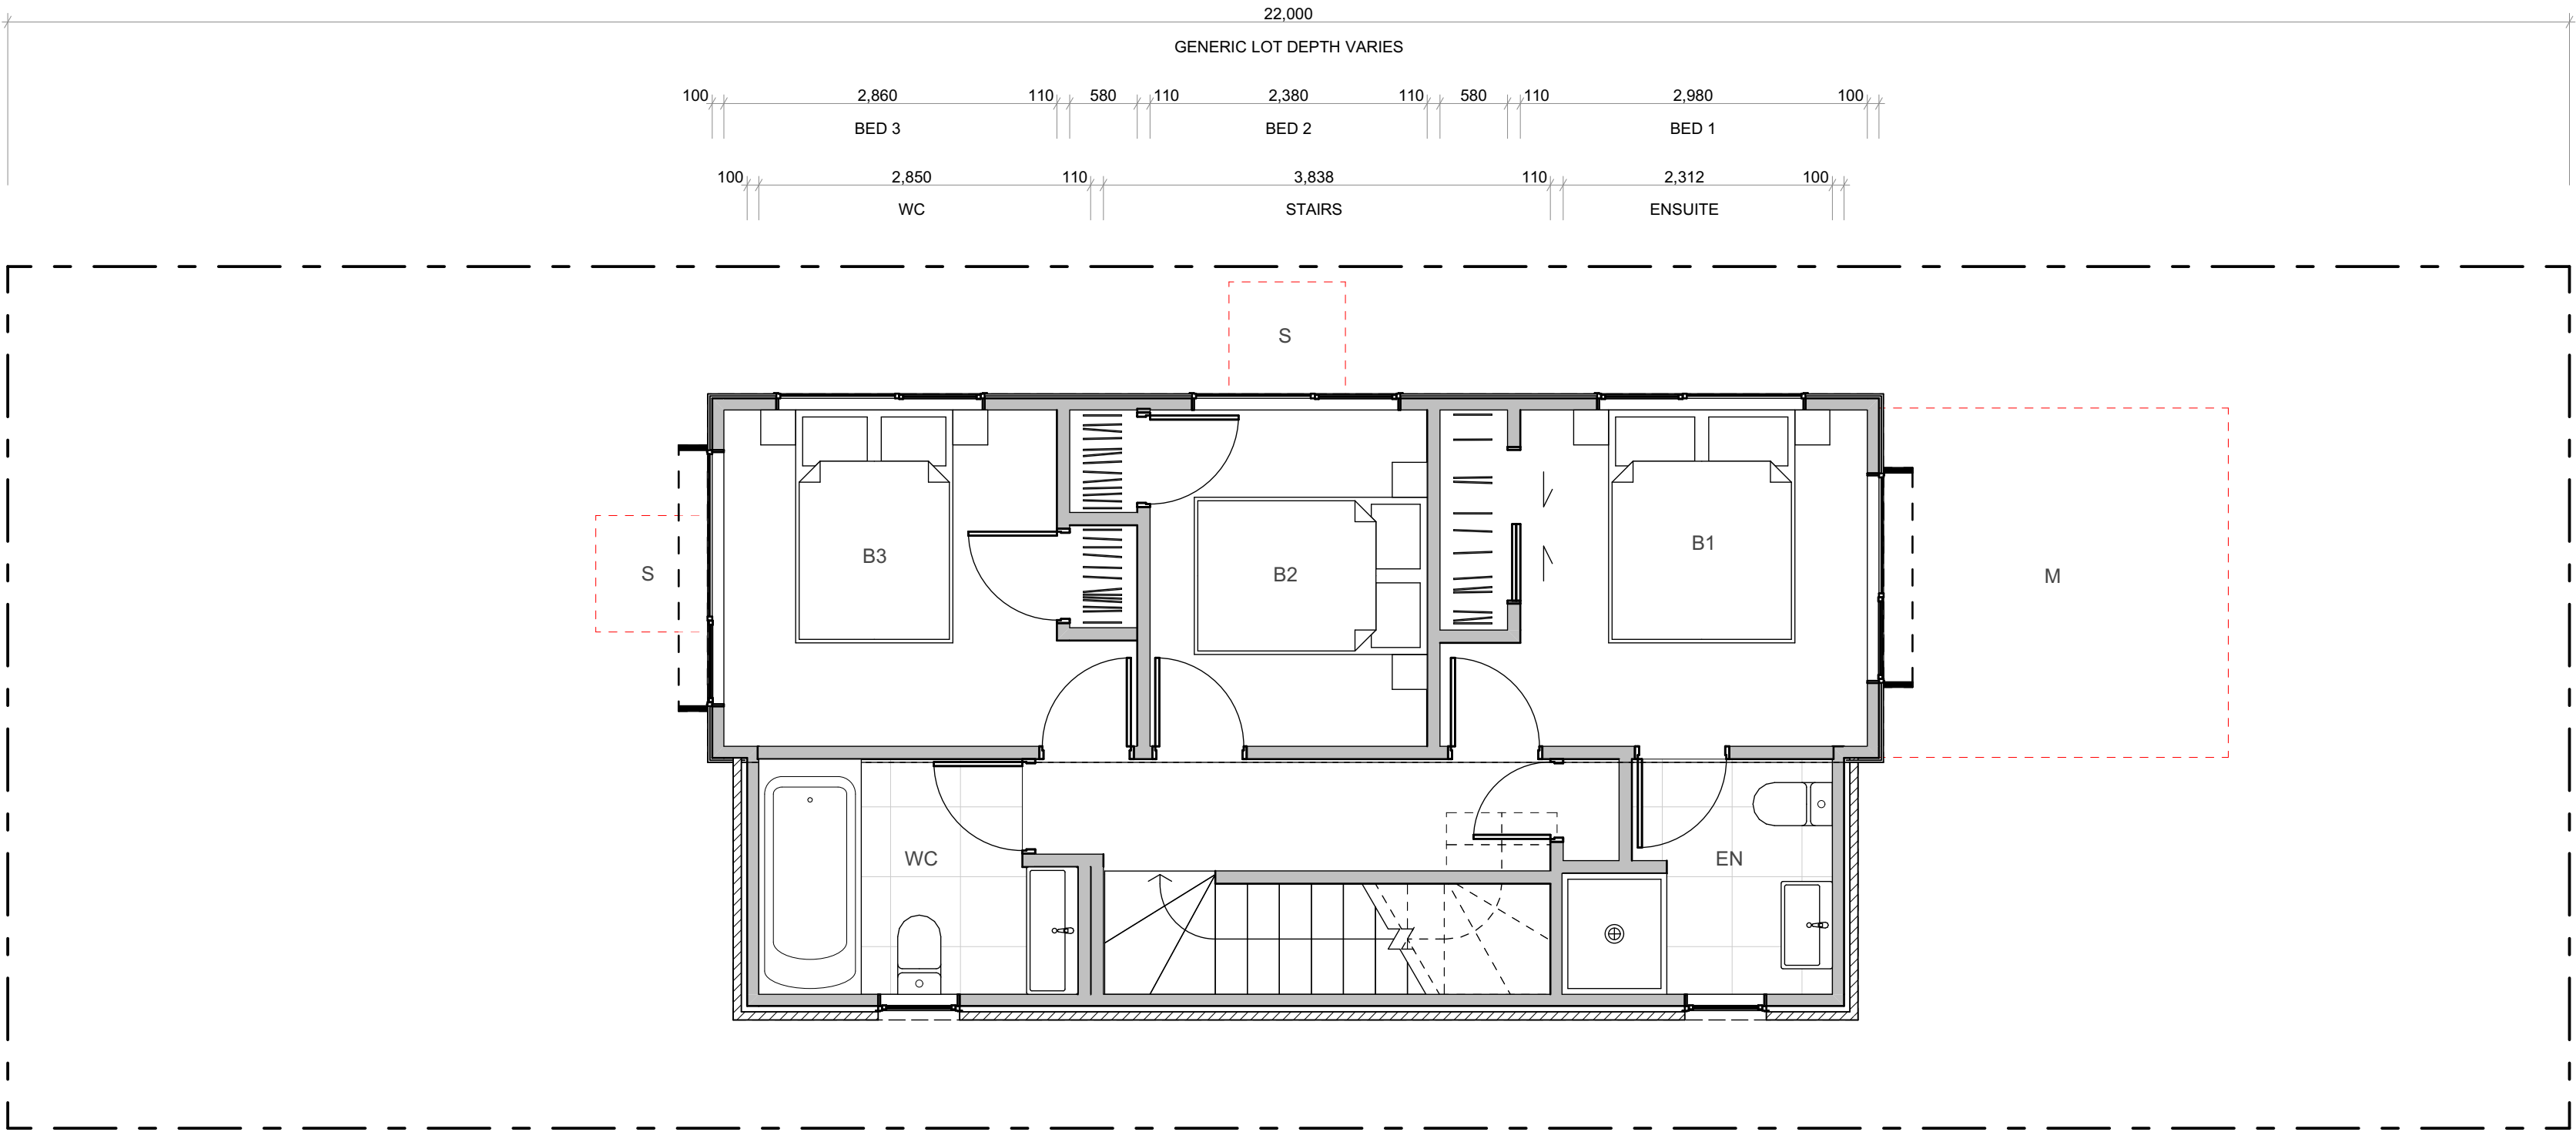 22,000
GENERIC LOT DEPTH VARIES
100 2,860 110 580 110 2,380 110 580 110 2,980 100
BED 3 BED 2 BED 1
100 2,850 110 3,838 110 2,312 100
WC STAIRS ENSUITE
S
B1
B3
S B2 M
WC EN